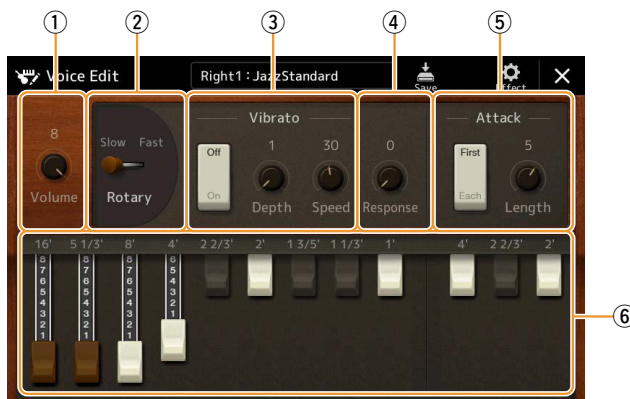 ① ② ③ ④ ⑤
Voice Edit
Right1 : JazzStandard
Save
Effect
8
Volume
Slow Fast
Rotary
Vibrato
Off
On
1
Depth
30
Speed
0
Response
Attack
First
Each
5
Length
16' 5 1/3' 8' 4' 2 2/3' 2' 1 3/5' 1 1/3' 1' 4' 2 2/3' 2'
8 8 8 8
7 7 7 7
6 6 6 6
5 5 5 5
4 4 4 4
3 3 3 3
2 2 2 2
1 1 1 1
⑥